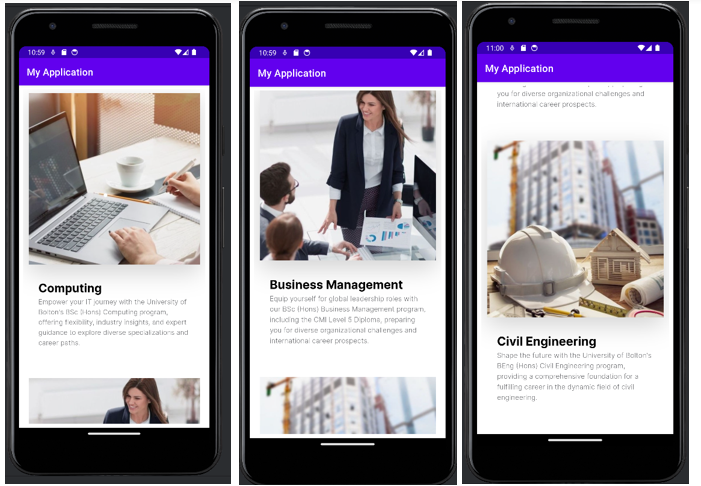 10:59
My Application
Computing
Empower your IT journey with the University of
Bolton's BSc (Hons) Computing program,
offering flexibility, industry insights, and expert
guidance to explore diverse specializations and
career paths.
10:59
My Application
Business Management
Equip yourself for global leadership roles with
our BSc (Hons) Business Management program,
including the CMI Level 5 Diploma, preparing
you for diverse organizational challenges and
international career prospects.
11:00
My Application
you for diverse organizational challenges and
international career prospects.
Civil Engineering
Shape the future with the University of Bolton's
BEng (Hons) Civil Engineering program,
providing a comprehensive foundation for a
fulfilling career in the dynamic field of civil
engineering.